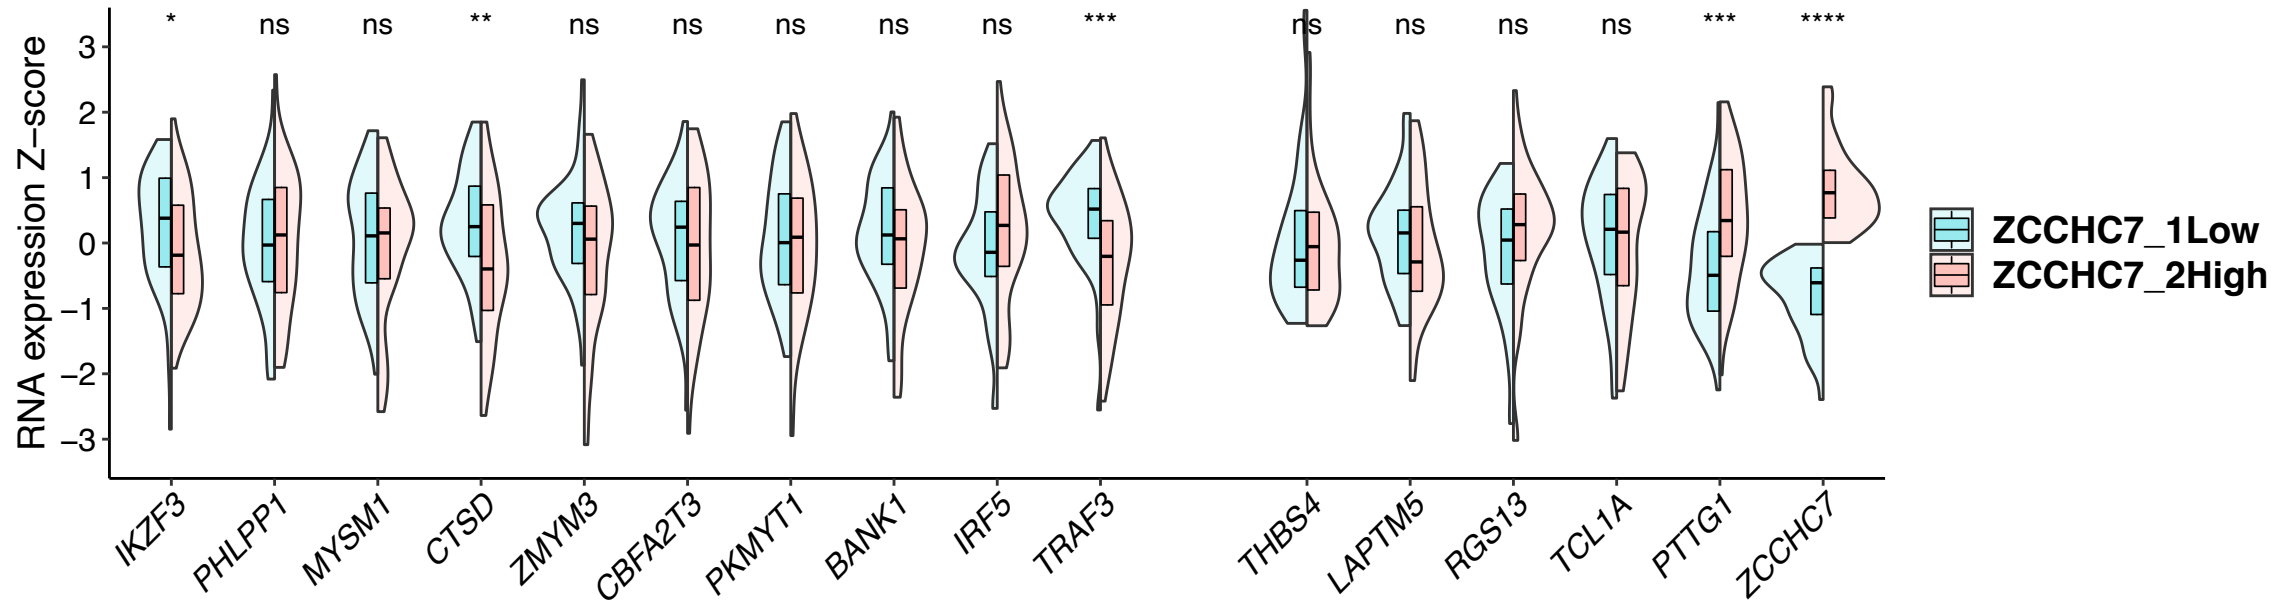 * ns ns ** ns ns ns ns ns *** ns ns ns ns *** ****
RNA expression Z−score
3
2
1
0
−1
−2
−3
ZCCHC7_1Low
ZCCHC7_2High
IKZF3 PHLPP1 MYSM1 CTSD ZMYM3 CBFA2T3 PKMYT1 BANK1 IRF5 TRAF3 THBS4 LAPTM5 RGS13 TCL1A PTTG1 ZCCHC7